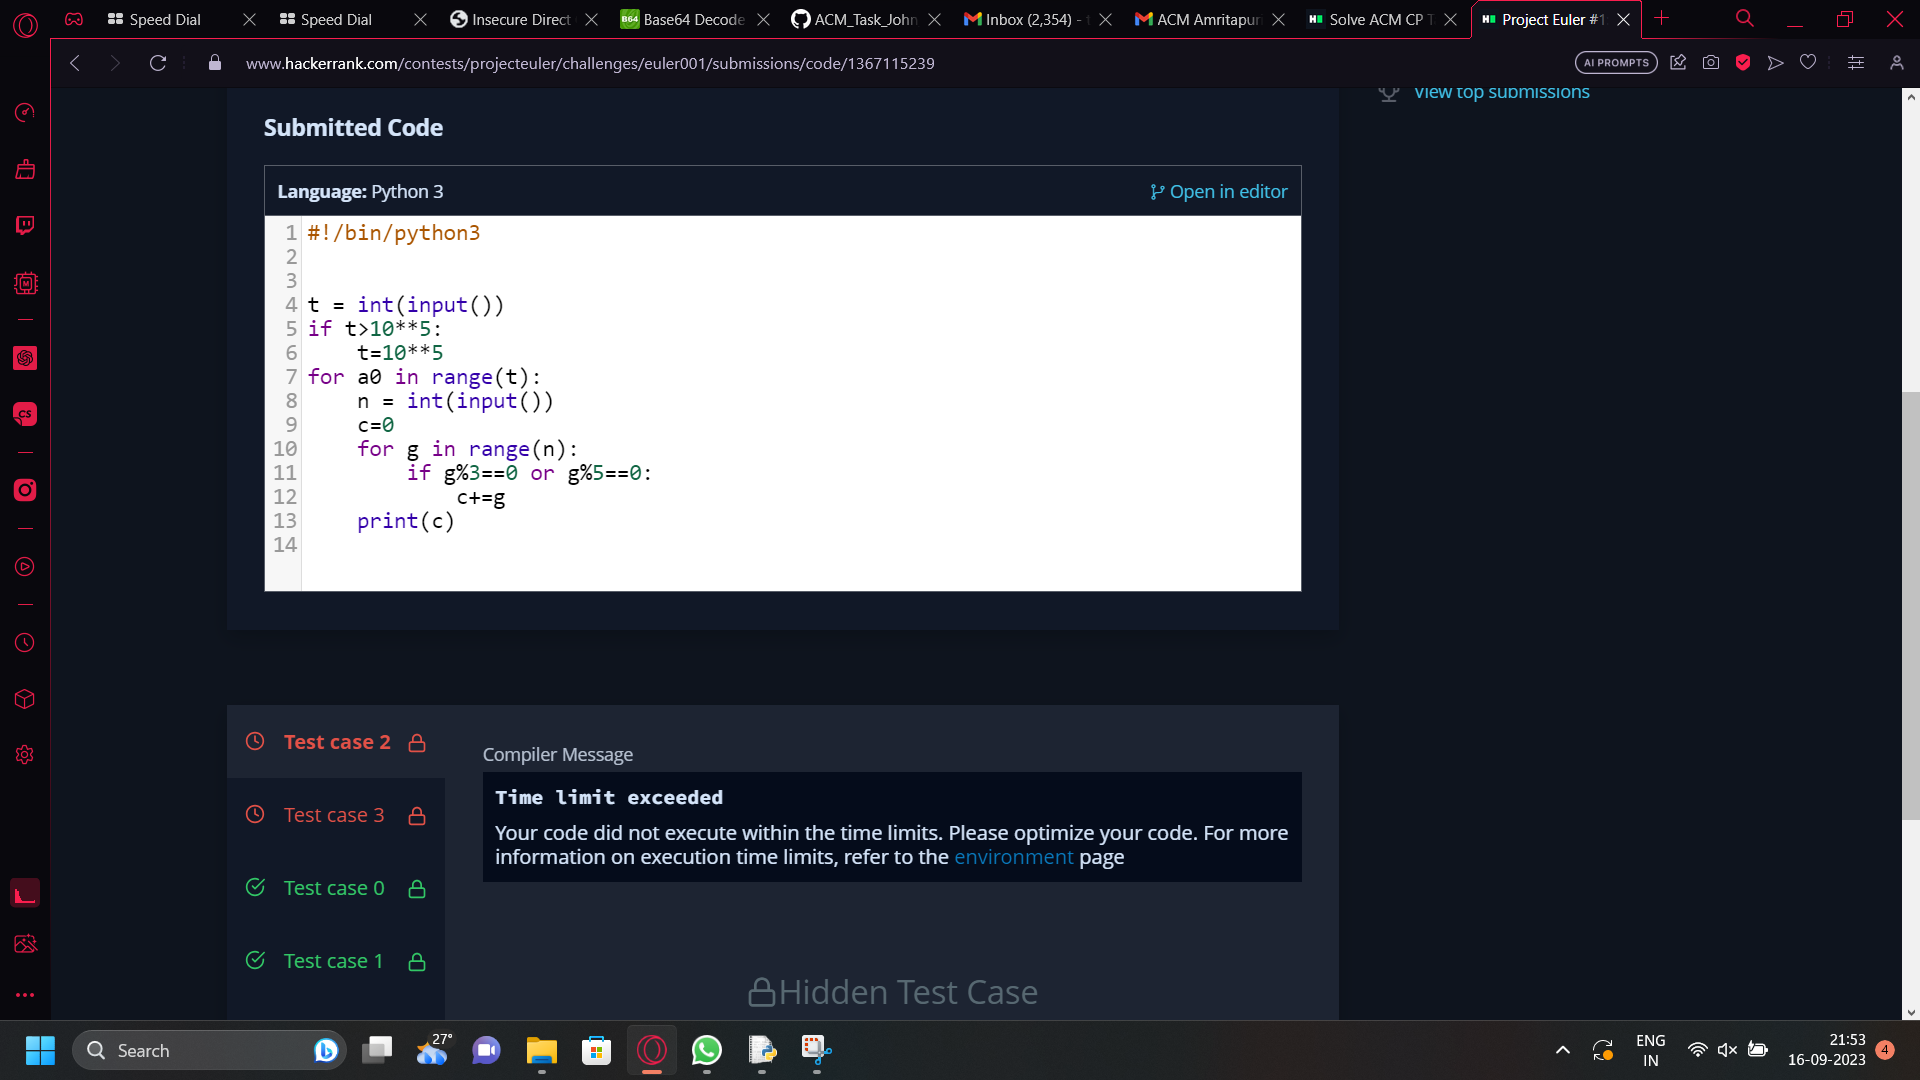 Speed Dial
Speed Dial
Insecure Direct
B64 Base64 Decode
ACM_Task_John
Inbox (2,354) -
ACM Amritapur
Solve ACM CP T
Project Euler #1
www.hackerrank.com/contests/projecteuler/challenges/euler001/submissions/code/1367115239
AI PROMPTS
View top submissions
Submitted Code
Language: Python 3
Open in editor
1 #!/bin/python3
2
3
4 t = int(input())
5 if t>10**5:
6     t=10**5
7 for a0 in range(t):
8     n = int(input())
9     c=0
10     for g in range(n):
11         if g%3==0 or g%5==0:
12             c+=g
13     print(c)
14
Test case 2
Test case 3
Test case 0
Test case 1
Compiler Message
Time limit exceeded
Your code did not execute within the time limits. Please optimize your code. For more
information on execution time limits, refer to the environment page
Hidden Test Case
CS
Search
27°
ENG
IN
21:53
16-09-2023
4